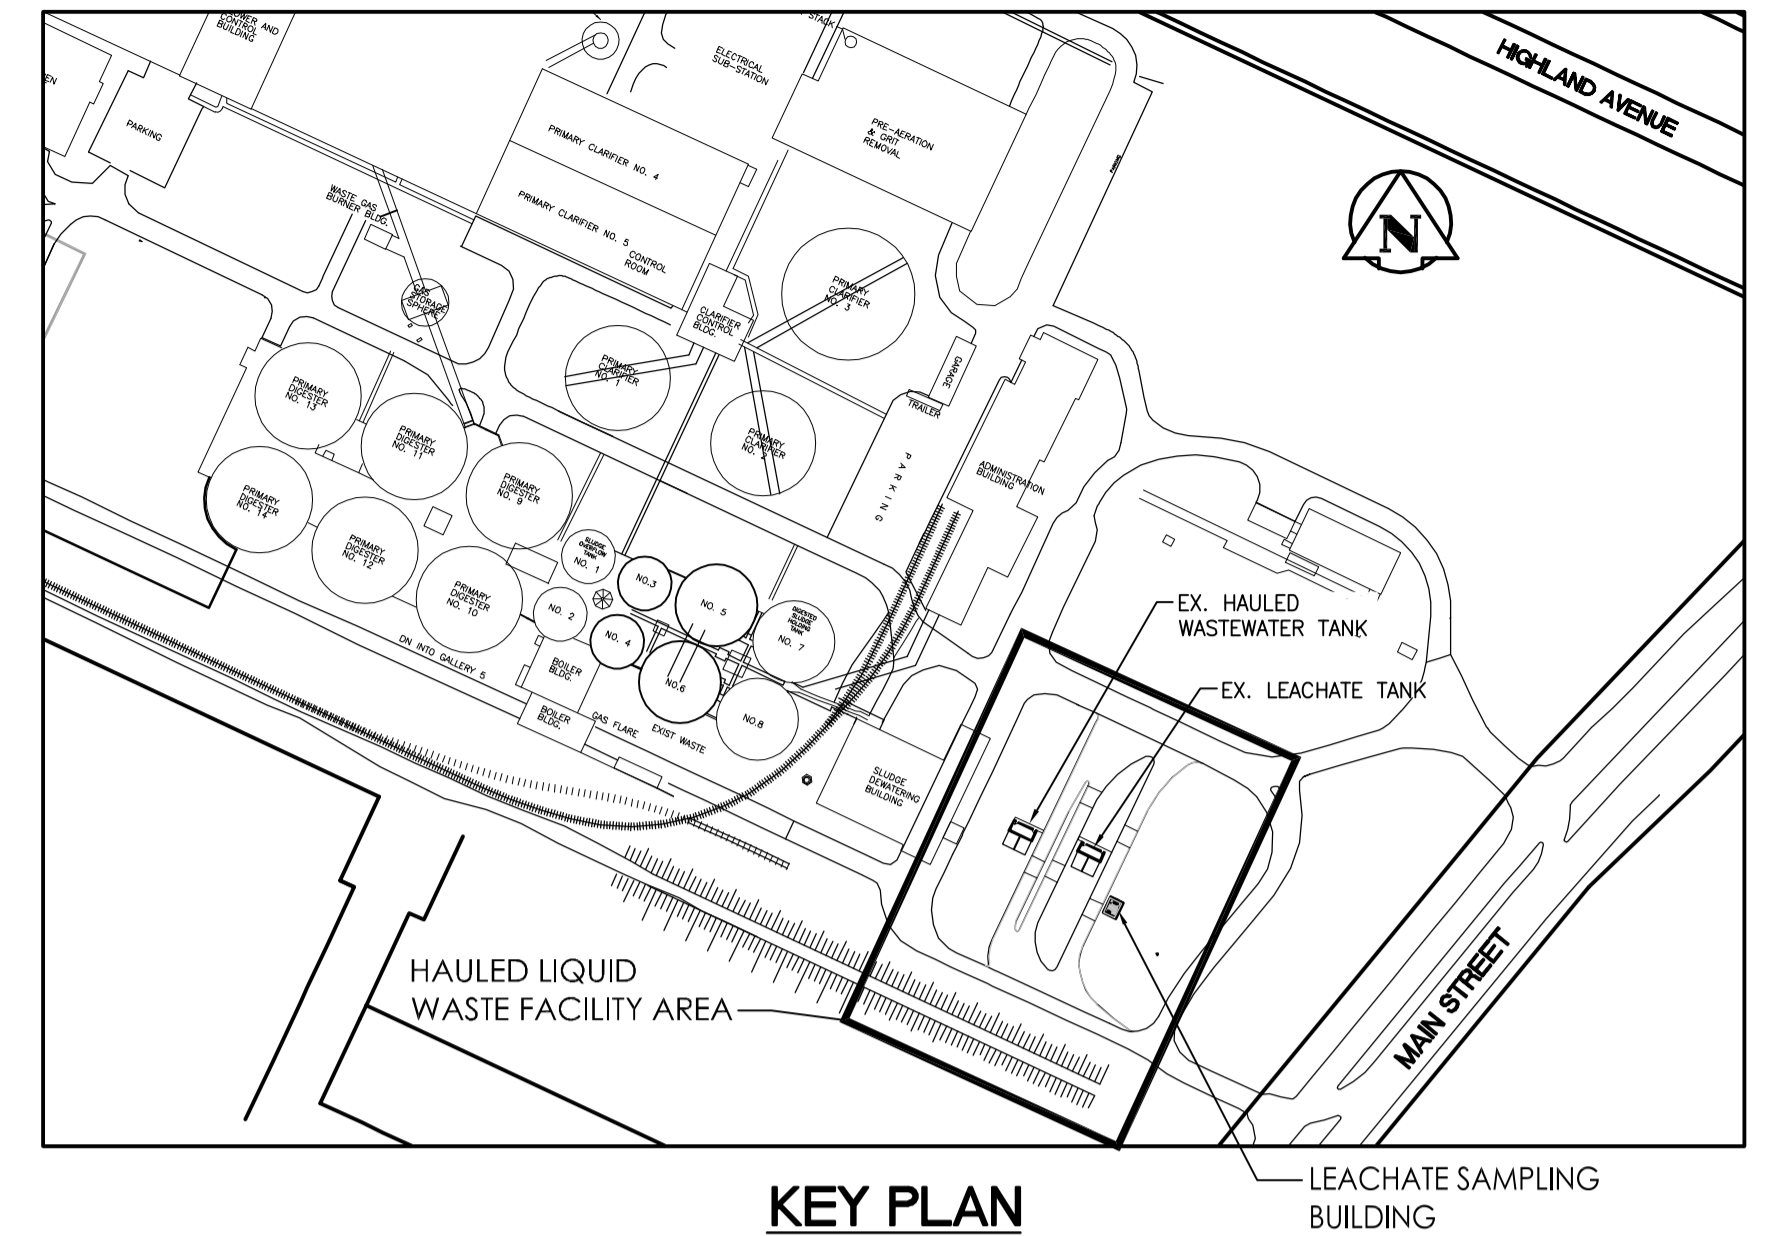 POWER AND
CONTROL
BUILDING
STACK
ELECTRICAL
SUB-STATION
HIGHLAND AVENUE
PARKING
PRIMARY CLARIFIER NO. 4
PRE-AERATION
& GRIT
REMOVAL
PARKING
N
WASTE GAS
BURNER BLDG.
PRIMARY CLARIFIER NO. 5
CONTROL
ROOM
GAS
STORAGE
SPHERE
CLARIFIER
CONTROL
BLDG.
PRIMARY
CLARIFIER
NO. 3
PRIMARY
CLARIFIER
NO. 1
GARAGE
TRAILER
PRIMARY
DIGESTER
NO. 13
PRIMARY
DIGESTER
NO. 11
PRIMARY
CLARIFIER
NO. 2
PARKING
ADMINISTRATION
BUILDING
PRIMARY
DIGESTER
NO. 9
PRIMARY
DIGESTER
NO. 14
PRIMARY
DIGESTER
NO. 12
PRIMARY
DIGESTER
NO. 10
SLUDGE
OVERFLOW
TANK
NO. 1
NO. 2
NO.3
NO. 4
NO. 5
NO.6
DIGESTED
SLUDGE
HOLDING
TANK
NO. 7
NO.8
EX. HAULED
WASTEWATER TANK
EX. LEACHATE TANK
DN INTO GALLERY 5
BOILER
BLDG.
BOILER
BLDG.
GAS FLARE
EXIST WASTE
SLUDGE
DEWATERING
BUILDING
HAULED LIQUID
WASTE FACILITY AREA
MAIN STREET
LEACHATE SAMPLING
BUILDING
KEY PLAN